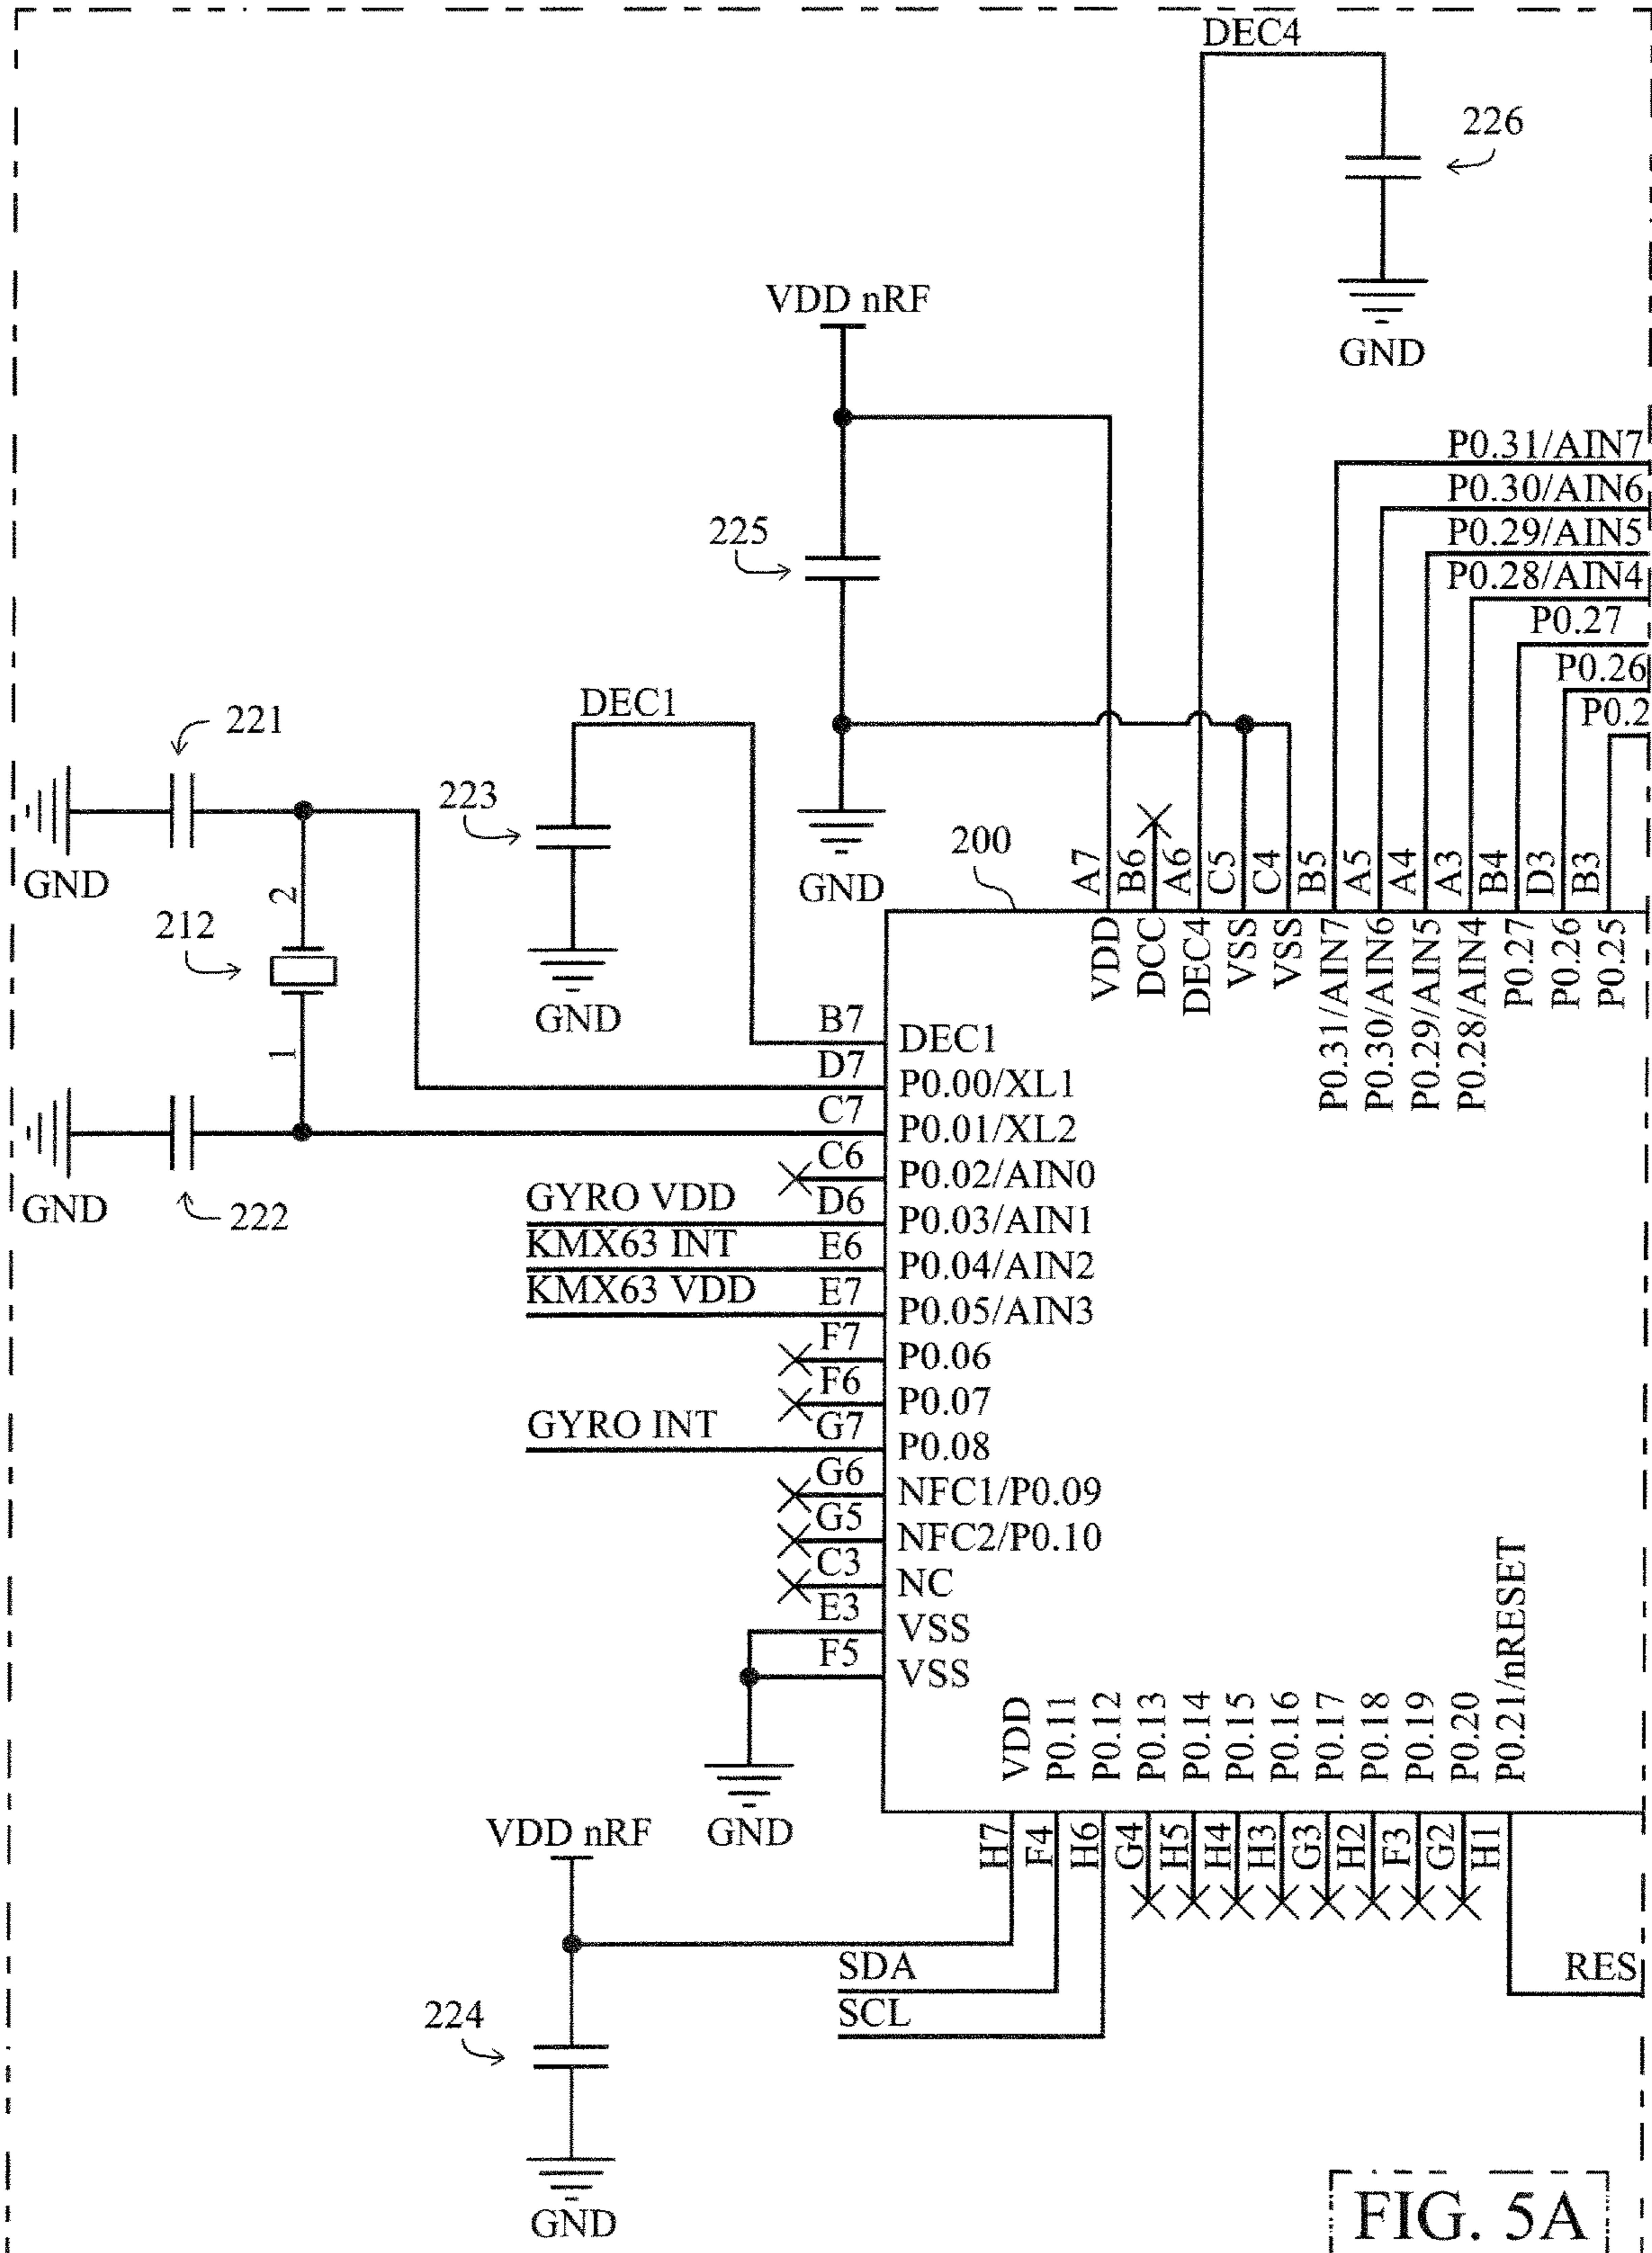 DEC4
226
GND
VDD nRF
225
GND
P0.31/AIN7
P0.30/AIN6
P0.29/AIN5
P0.28/AIN4
P0.27
P0.26
P0.2
DEC1
223
GND
221
GND
2
212
1
GND
222
200
A7
B6
A6
C5
C4
B5
A5
A4
A3
B4
D3
B3
VDD
DCC
DEC4
VSS
VSS
P0.31/AIN7
P0.30/AIN6
P0.29/AIN5
P0.28/AIN4
P0.27
P0.26
P0.25
B7 DEC1
D7 P0.00/XL1
C7 P0.01/XL2
C6 P0.02/AIN0
GYRO VDD D6 P0.03/AIN1
KMX63 INT E6 P0.04/AIN2
KMX63 VDD E7 P0.05/AIN3
F7 P0.06
F6 P0.07
GYRO INT G7 P0.08
G6 NFC1/P0.09
G5 NFC2/P0.10
C3 NC
E3 VSS
F5 VSS
GND
VDD
P0.11
P0.12
P0.13
P0.14
P0.15
P0.16
P0.17
P0.18
P0.19
P0.20
P0.21/nRESET
H7
F4
H6
G4
H5
H4
H3
G3
H2
F3
G2
H1
VDD nRF
SDA
SCL
RES
224
GND
FIG. 5A